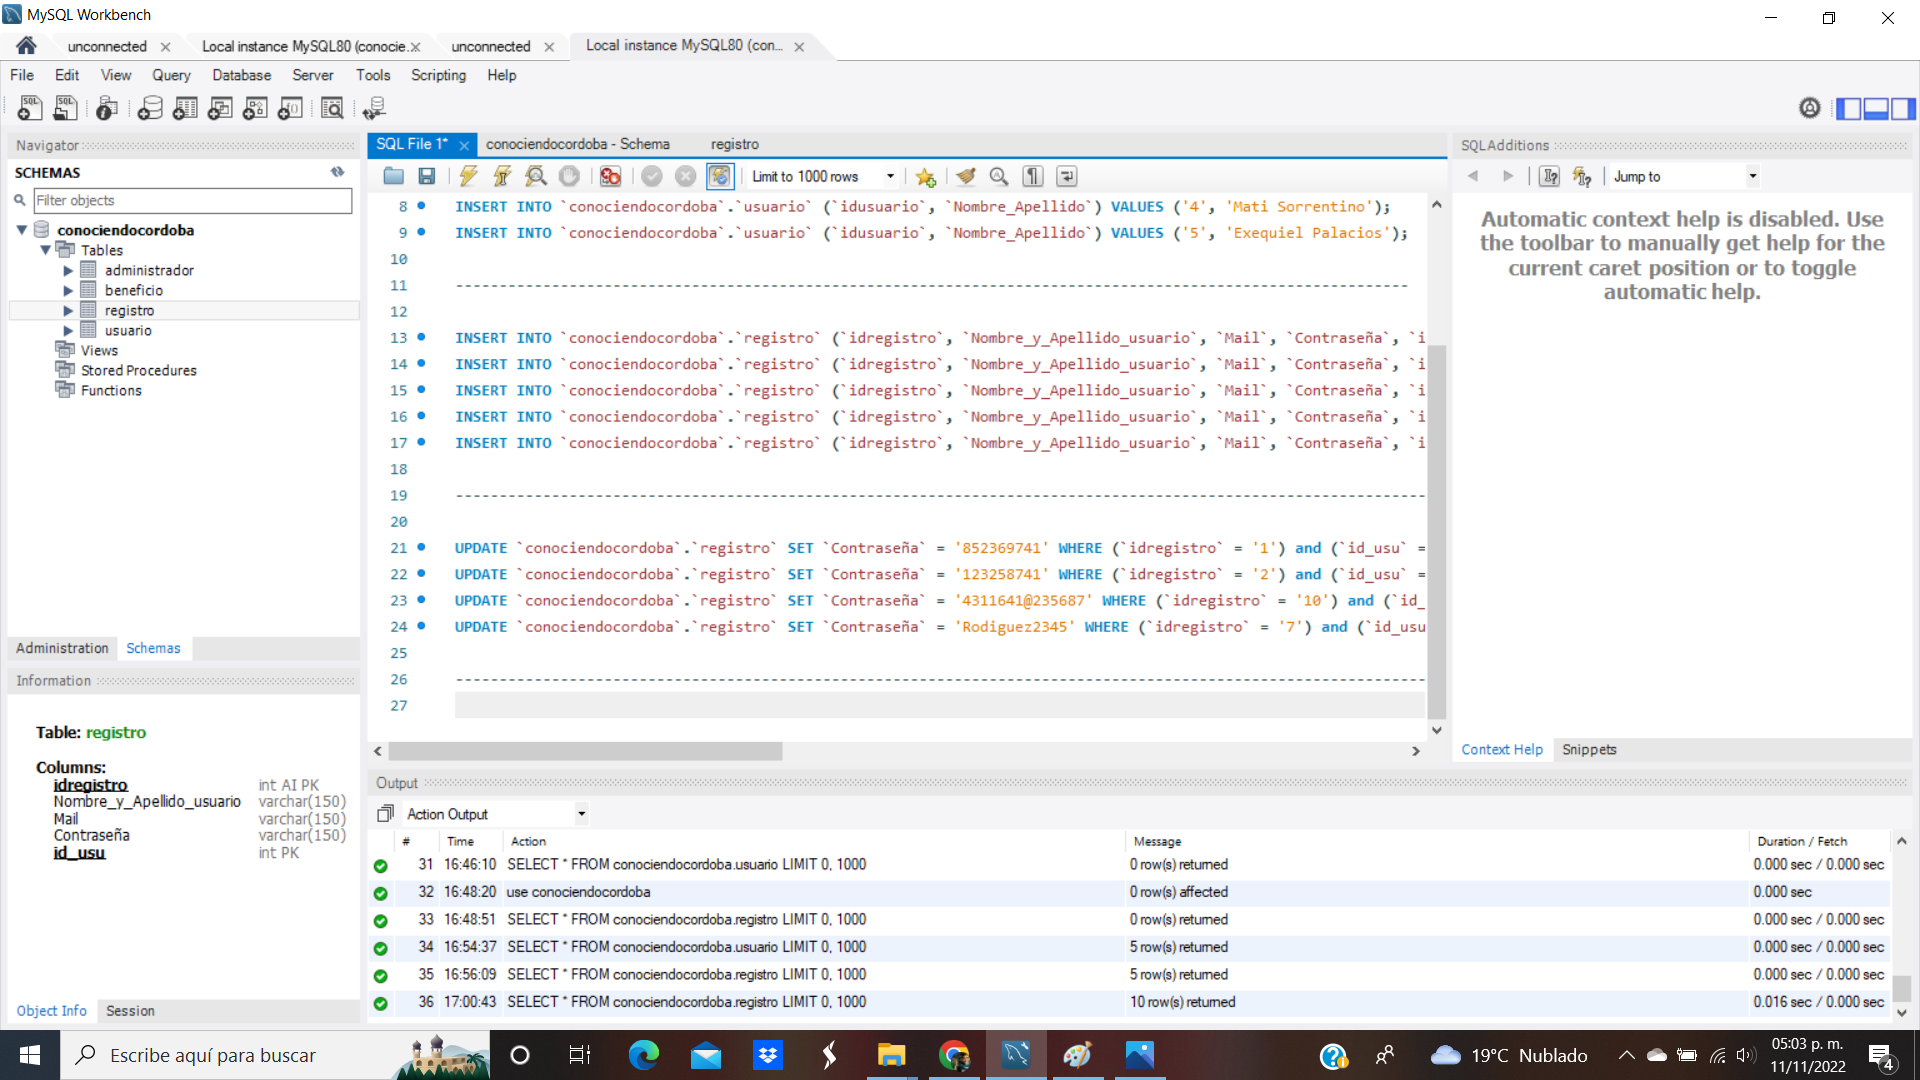 MySQL Workbench
unconnected
Local instance MySQL80 (conocie...
unconnected
Local instance MySQL80 (con...
File Edit View Query Database Server Tools Scripting Help
Navigator
SCHEMAS
Filter objects
conociendocordoba
Tables
administrador
beneficio
registro
usuario
Views
Stored Procedures
Functions
Administration Schemas
Information
Table: registro
Columns:
idregistro int AI PK
Nombre_y_Apellido_usuario varchar(150)
Mail varchar(150)
Contraseña varchar(150)
id_usu int PK
Object Info Session
SQL File 1* conociendocordoba - Schema registro
Limit to 1000 rows
8 INSERT INTO `conociendocordoba`.`usuario` (`idusuario`, `Nombre_Apellido`) VALUES ('4', 'Mati Sorrentino');
9 INSERT INTO `conociendocordoba`.`usuario` (`idusuario`, `Nombre_Apellido`) VALUES ('5', 'Exequiel Palacios');
10
11
12
13 INSERT INTO `conociendocordoba`.`registro` (`idregistro`, `Nombre_y_Apellido_usuario`, `Mail`, `Contraseña`, `i
14 INSERT INTO `conociendocordoba`.`registro` (`idregistro`, `Nombre_y_Apellido_usuario`, `Mail`, `Contraseña`, `i
15 INSERT INTO `conociendocordoba`.`registro` (`idregistro`, `Nombre_y_Apellido_usuario`, `Mail`, `Contraseña`, `i
16 INSERT INTO `conociendocordoba`.`registro` (`idregistro`, `Nombre_y_Apellido_usuario`, `Mail`, `Contraseña`, `i
17 INSERT INTO `conociendocordoba`.`registro` (`idregistro`, `Nombre_y_Apellido_usuario`, `Mail`, `Contraseña`, `i
18
19
20
21 UPDATE `conociendocordoba`.`registro` SET `Contraseña` = '852369741' WHERE (`idregistro` = '1') and (`id_usu` =
22 UPDATE `conociendocordoba`.`registro` SET `Contraseña` = '123258741' WHERE (`idregistro` = '2') and (`id_usu` =
23 UPDATE `conociendocordoba`.`registro` SET `Contraseña` = '4311641@235687' WHERE (`idregistro` = '10') and (`id_
24 UPDATE `conociendocordoba`.`registro` SET `Contraseña` = 'Rodiguez2345' WHERE (`idregistro` = '7') and (`id_usu
25
26
27
SQLAdditions
Jump to
Automatic context help is disabled. Use
the toolbar to manually get help for the
current caret position or to toggle
automatic help.
Context Help Snippets
Output
Action Output
# Time Action Message Duration / Fetch
31 16:46:10 SELECT * FROM conociendocordoba.usuario LIMIT 0, 1000 0 row(s) returned 0.000 sec / 0.000 sec
32 16:48:20 use conociendocordoba 0 row(s) affected 0.000 sec
33 16:48:51 SELECT * FROM conociendocordoba.registro LIMIT 0, 1000 0 row(s) returned 0.000 sec / 0.000 sec
34 16:54:37 SELECT * FROM conociendocordoba.usuario LIMIT 0, 1000 5 row(s) returned 0.000 sec / 0.000 sec
35 16:56:09 SELECT * FROM conociendocordoba.registro LIMIT 0, 1000 5 row(s) returned 0.000 sec / 0.000 sec
36 17:00:43 SELECT * FROM conociendocordoba.registro LIMIT 0, 1000 10 row(s) returned 0.016 sec / 0.000 sec
Escribe aquí para buscar
19°C Nublado
05:03 p. m.
11/11/2022
4